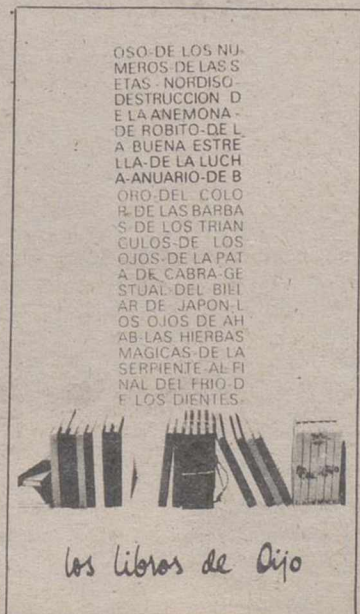 OSO-DE LOS NU-
MEROS-DE LAS S
ETAS-NORDISO-
DESTRUCCION D
E LA ANEMONA-
DE ROBITO-DE L
A BUENA ESTRE
LLA-DE LA LUCH
A-ANUARIO-DE B
ORO-DEL COLO
R-DE LAS BARBA
S-DE LOS TRIAN
GULOS-DE LOS
OJOS-DE LA PAT
A DE CABRA-GE
STUAL-DEL BILL
AR DE JAPON-L
OS OJOS DE AH
AB-LAS HIERBAS
MAGICAS-DE LA
SERPIENTE-AL FI
NAL DEL FRIO-D
E LOS DIENTES-
los libros de Dijo